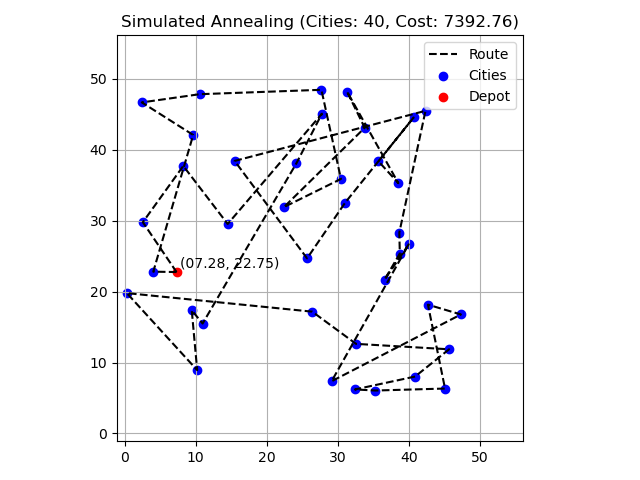 Simulated Annealing (Cities: 40, Cost: 7392.76)
Route
Cities
Depot
50
40
30
20
10
0
(07.28, 22.75)
0 10 20 30 40 50